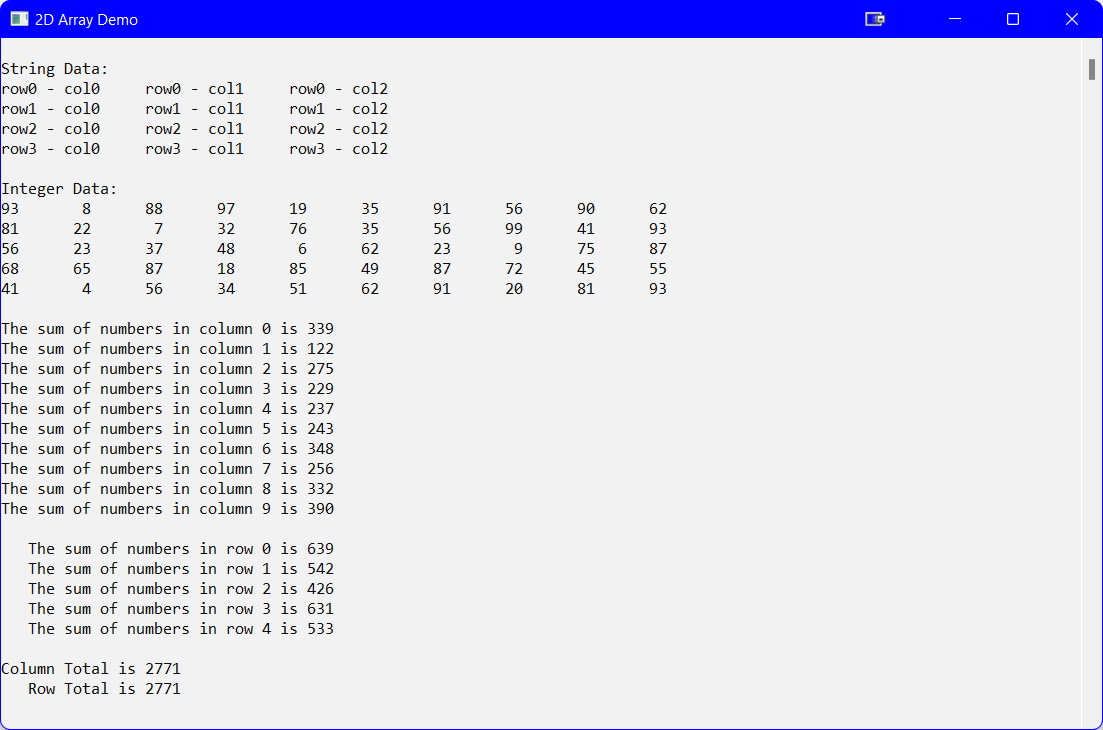 2D Array Demo
String Data:
row0 - col0     row0 - col1     row0 - col2
row1 - col0     row1 - col1     row1 - col2
row2 - col0     row2 - col1     row2 - col2
row3 - col0     row3 - col1     row3 - col2
Integer Data:
93       8      88      97      19      35      91      56      90      62
81      22       7      32      76      35      56      99      41      93
56      23      37      48       6      62      23       9      75      87
68      65      87      18      85      49      87      72      45      55
41       4      56      34      51      62      91      20      81      93
The sum of numbers in column 0 is 339
The sum of numbers in column 1 is 122
The sum of numbers in column 2 is 275
The sum of numbers in column 3 is 229
The sum of numbers in column 4 is 237
The sum of numbers in column 5 is 243
The sum of numbers in column 6 is 348
The sum of numbers in column 7 is 256
The sum of numbers in column 8 is 332
The sum of numbers in column 9 is 390
   The sum of numbers in row 0 is 639
   The sum of numbers in row 1 is 542
   The sum of numbers in row 2 is 426
   The sum of numbers in row 3 is 631
   The sum of numbers in row 4 is 533
Column Total is 2771
   Row Total is 2771